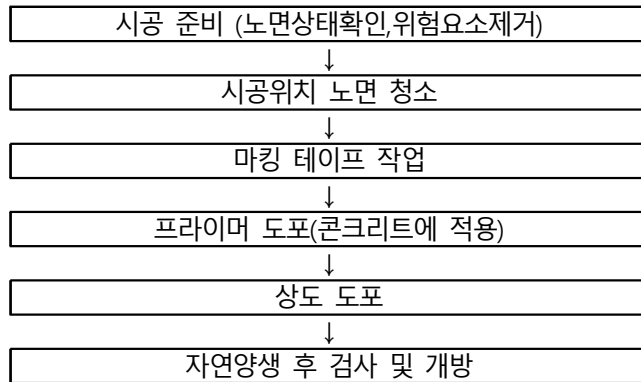 시공 준비 (노면상태확인,위험요소제거)
↓
시공위치 노면 청소
↓
마킹 테이프 작업
↓
프라이머 도포(콘크리트에 적용)
↓
상도 도포
↓
자연양생 후 검사 및 개방